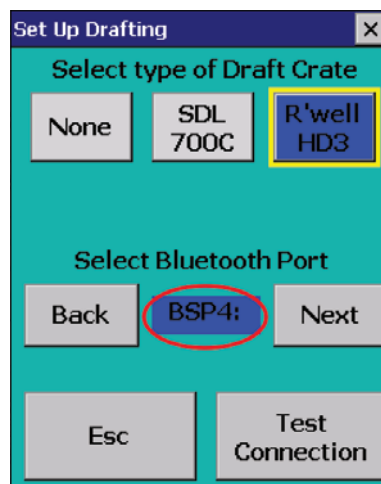 Set Up Drafting
Select type of Draft Crate
None
SDL
700C
R'well
HD3
Select Bluetooth Port
Back
BSP4:
Next
Esc
Test
Connection